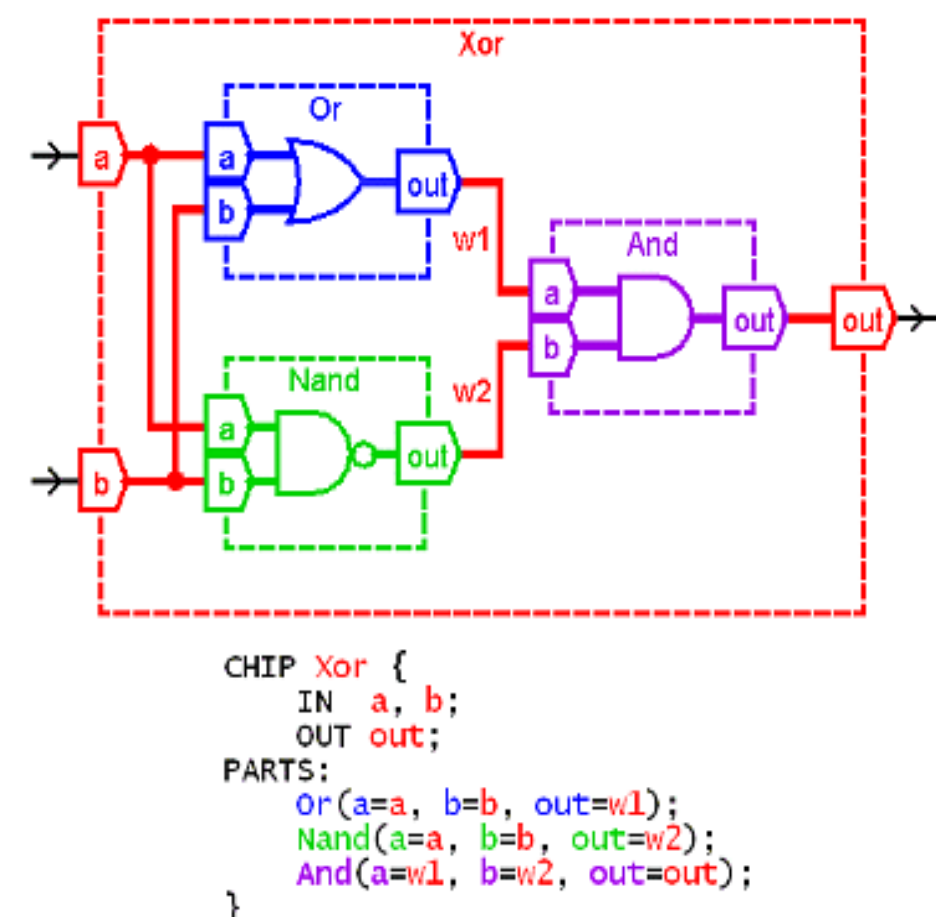 Xor
Or
a
a
out
b
w1
And
a
out
out
b
Nand
w2
a
out
b
b
CHIP Xor {
IN a, b;
OUT out;
PARTS:
Or(a=a, b=b, out=w1);
Nand(a=a, b=b, out=w2);
And(a=w1, b=w2, out=out);
}